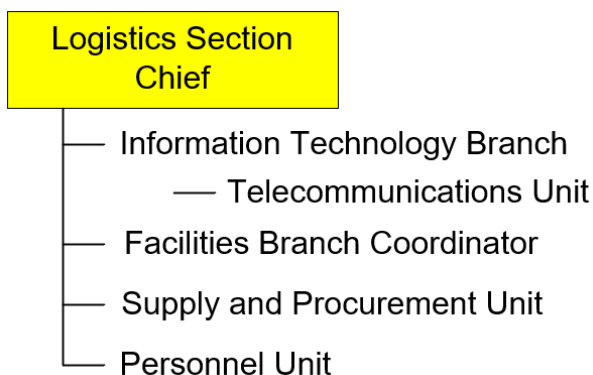 Logistics Section
Chief
Information Technology Branch
Telecommunications Unit
Facilities Branch Coordinator
Supply and Procurement Unit
Personnel Unit